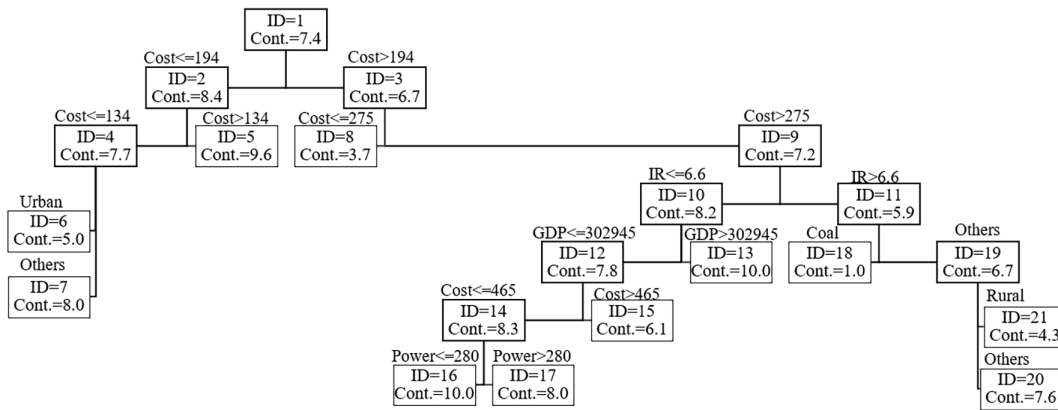 ID=1
Cont.=7.4
Cost<=194
Cost>194
ID=2
Cont.=8.4
ID=3
Cont.=6.7
Cost<=134
Cost>134
Cost<=275
Cost>275
ID=4
Cont.=7.7
ID=5
Cont.=9.6
ID=8
Cont.=3.7
ID=9
Cont.=7.2
IR<=6.6
IR>6.6
Urban
ID=6
Cont.=5.0
ID=10
Cont.=8.2
ID=11
Cont.=5.9
GDP<=302945
GDP>302945
Coal
Others
Others
ID=7
Cont.=8.0
ID=12
Cont.=7.8
ID=13
Cont.=10.0
ID=18
Cont.=1.0
ID=19
Cont.=6.7
Cost<=465
Cost>465
Rural
ID=14
Cont.=8.3
ID=15
Cont.=6.1
ID=21
Cont.=4.3
Power<=280
Power>280
Others
ID=16
Cont.=10.0
ID=17
Cont.=8.0
ID=20
Cont.=7.6